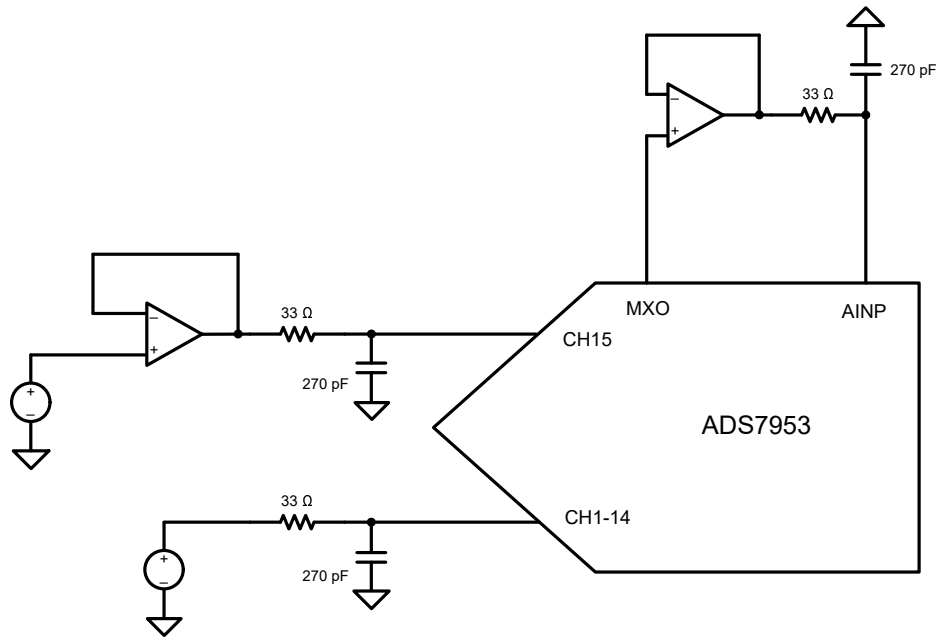 270 pF
33 Ω
−
+
MXO
AINP
33 Ω
−
+
CH15
270 pF
+
−
ADS7953
33 Ω
CH1-14
270 pF
+
−